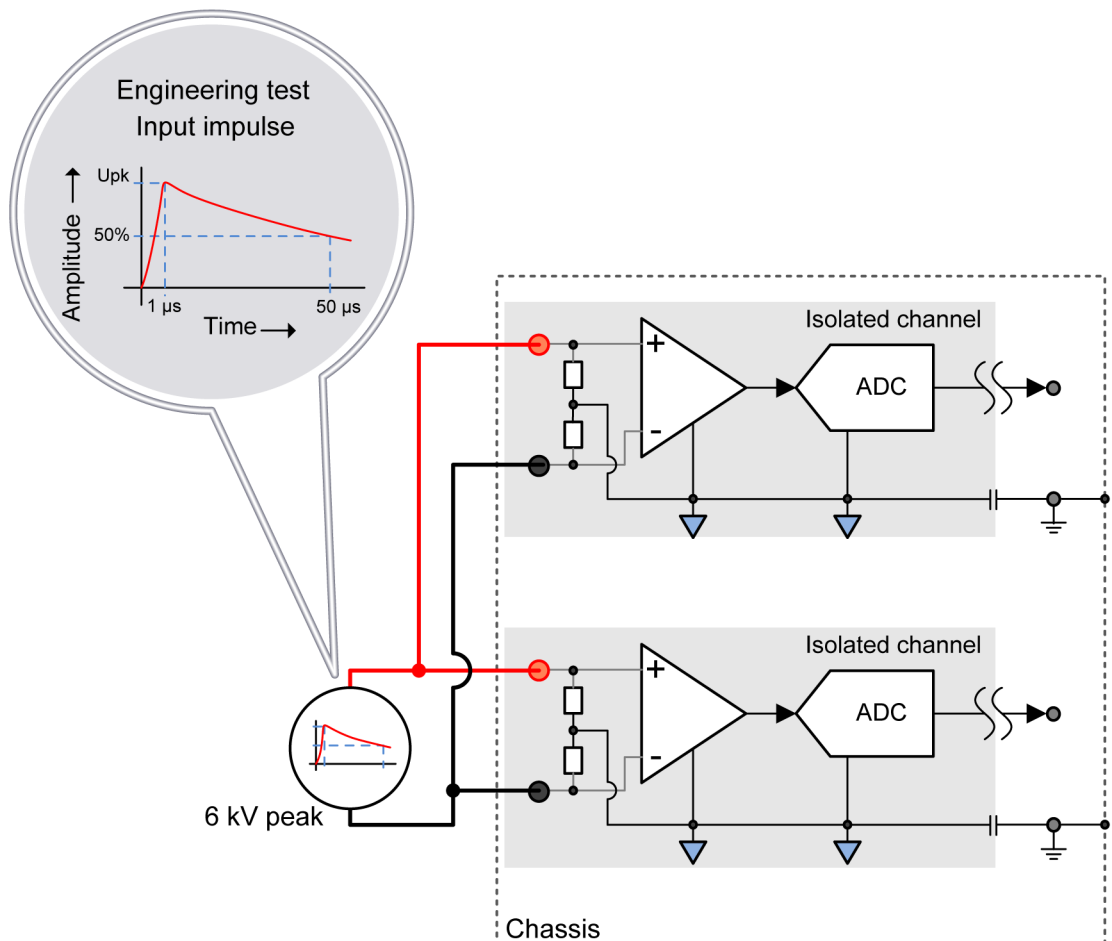 Engineering test
Input impulse
Upk
50%
Amplitude
1 µs
50 µs
Time
Isolated channel
+
-
ADC
Isolated channel
+
-
ADC
6 kV peak
Chassis